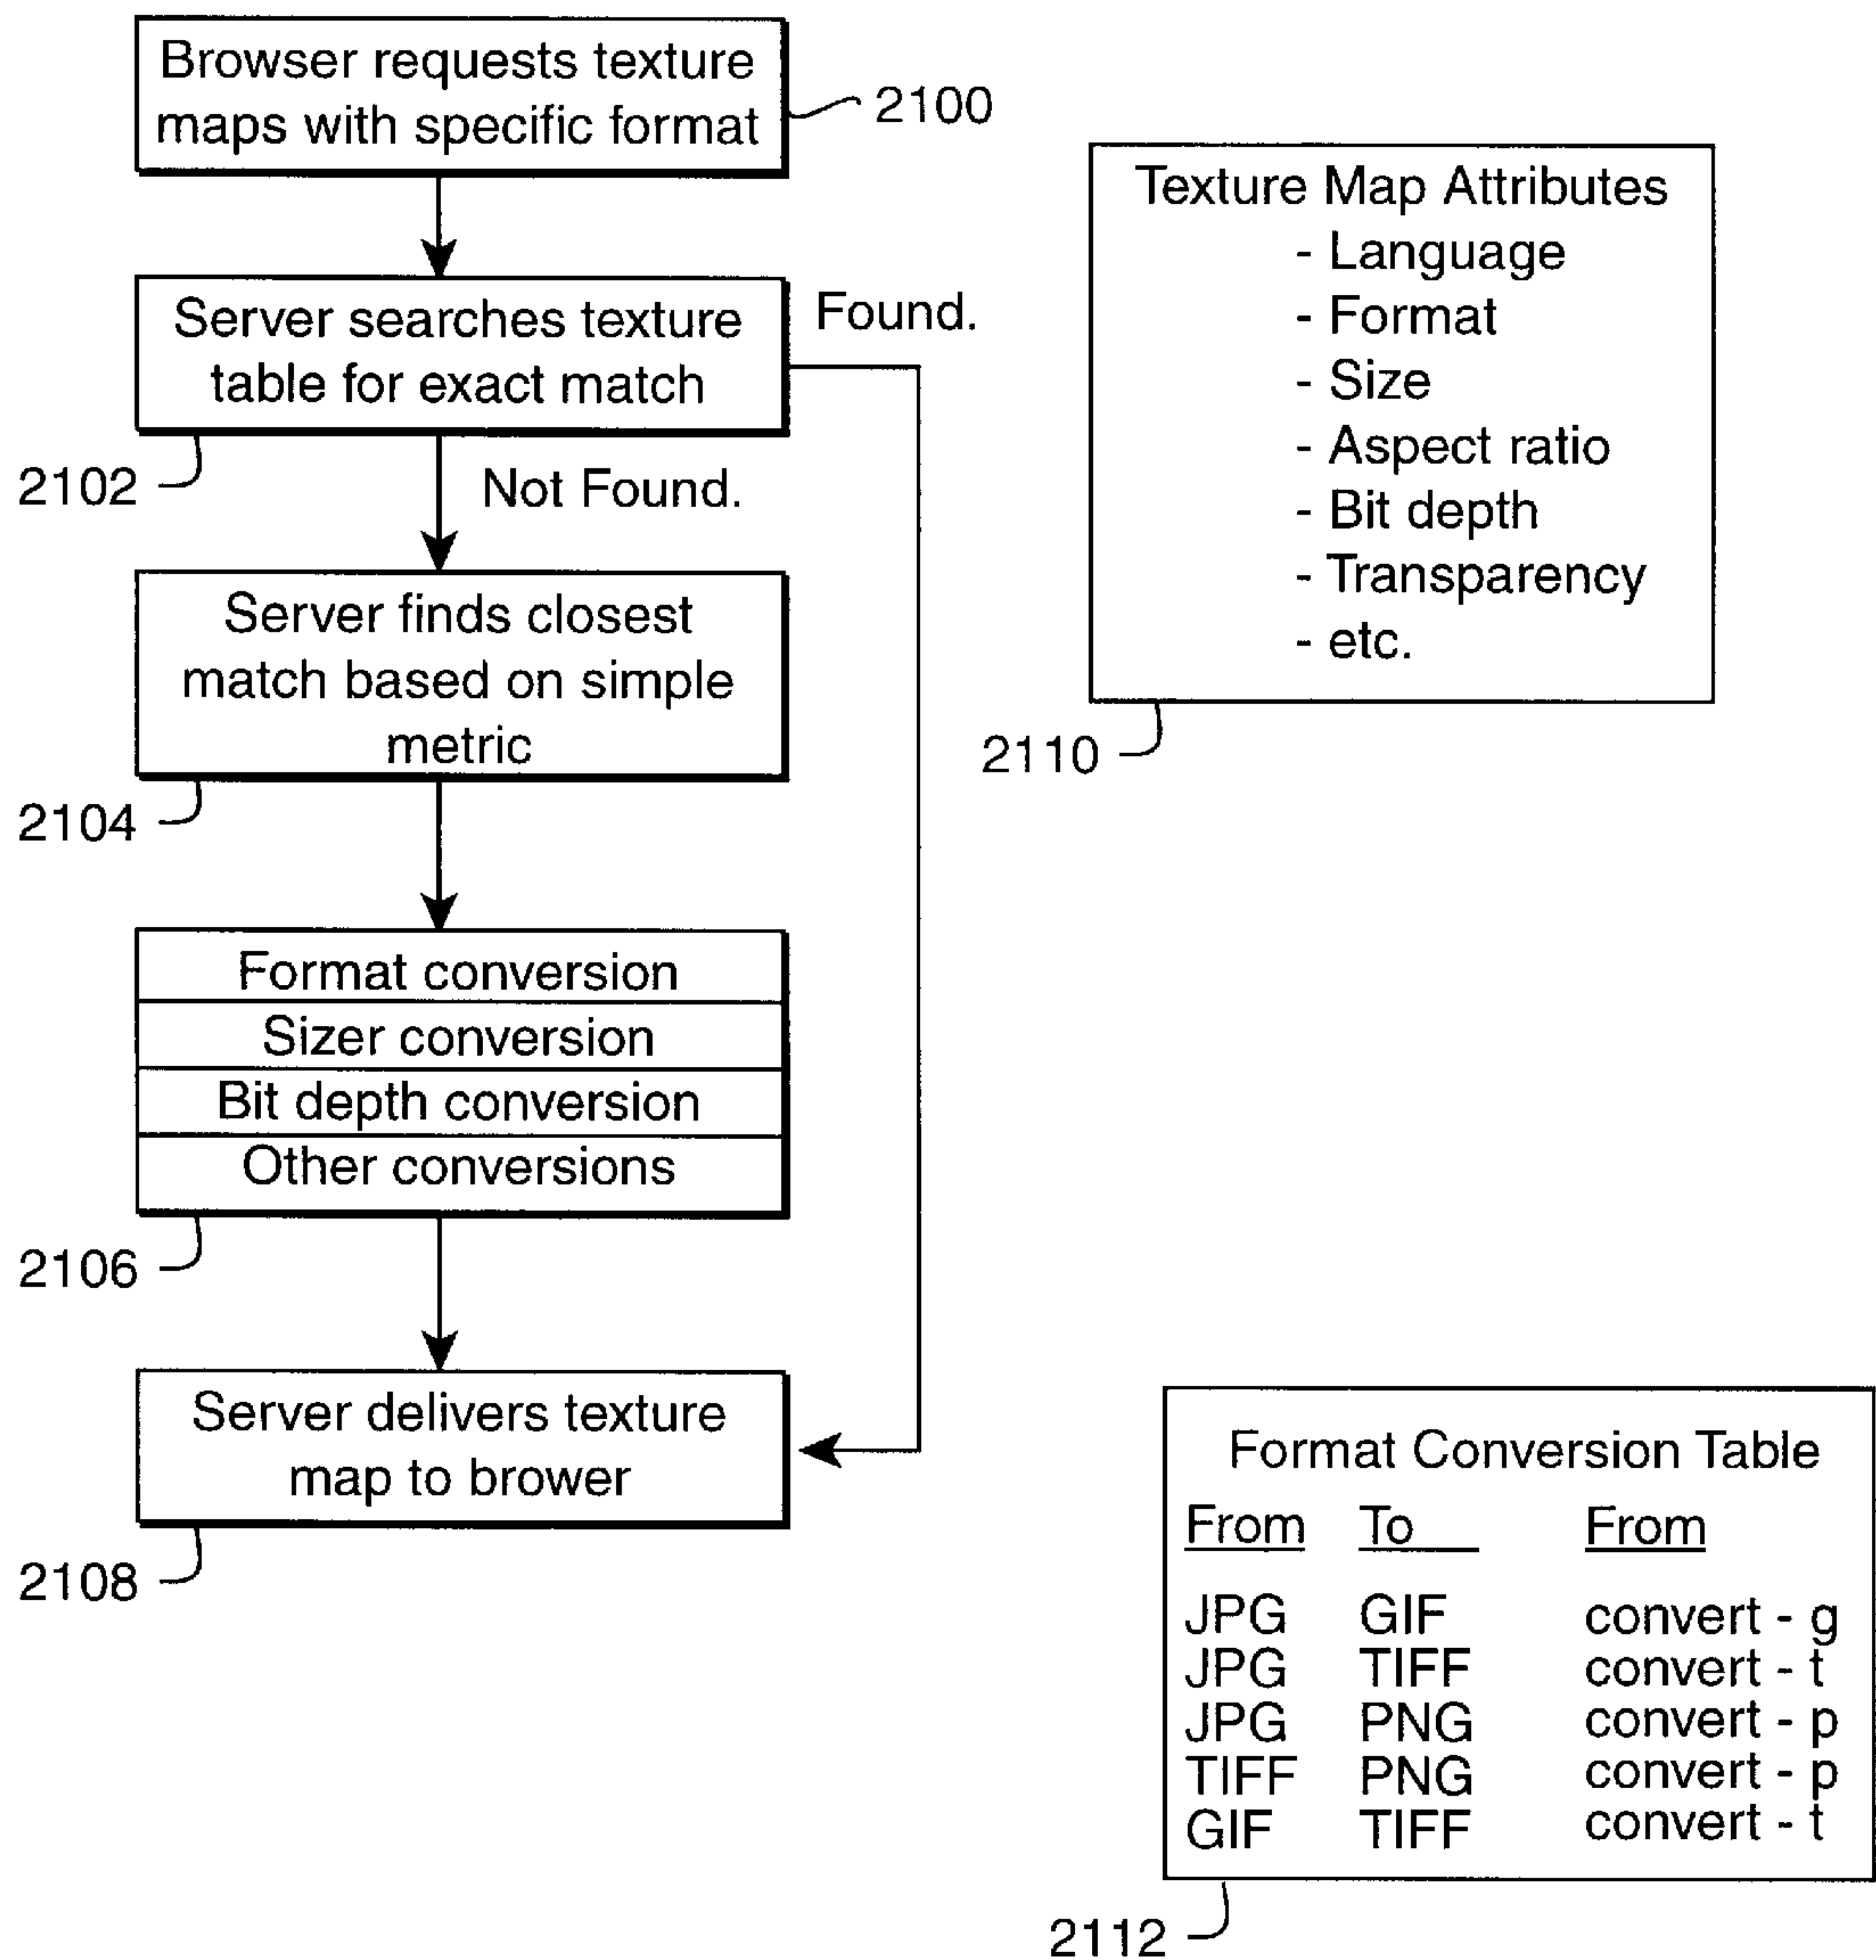 Browser requests texture
maps with specific format
2100
Server searches texture
table for exact match
Found.
2102
Not Found.
Server finds closest
match based on simple
metric
2104
Format conversion
Sizer conversion
Bit depth conversion
Other conversions
2106
Server delivers texture
map to brower
2108
Texture Map Attributes
- Language
- Format
- Size
- Aspect ratio
- Bit depth
- Transparency
- etc.
2110
Format Conversion Table
From To From
JPG GIF convert - g
JPG TIFF convert - t
JPG PNG convert - p
TIFF PNG convert - p
GIF TIFF convert - t
2112